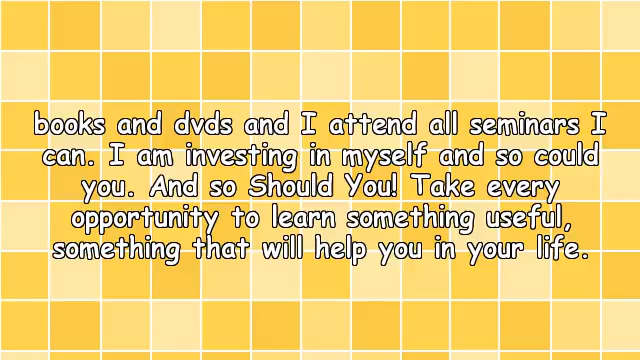 books and dvds and I attend all seminars I
can. I am investing in myself and so could
you. And so Should You! Take every
opportunity to learn something useful,
something that will help you in your life.